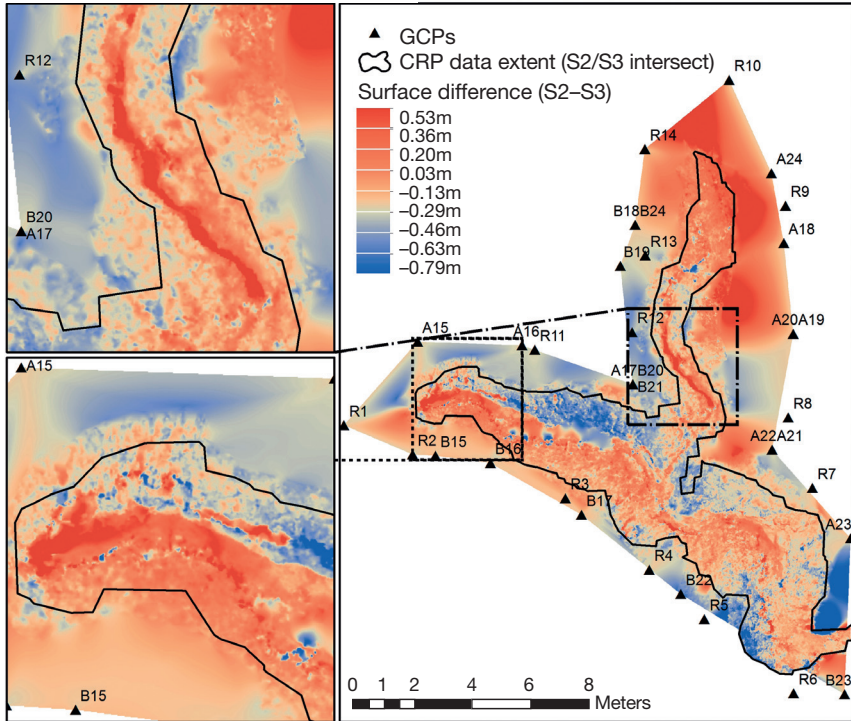 R12
B20
A17
A15
B15
GCPs
CRP data extent (S2/S3 intersect)
Surface difference (S2–S3)
0.53m
0.36m
0.20m
0.03m
–0.13m
–0.29m
–0.46m
–0.63m
–0.79m
R10
R14
A24
R9
B18B24
A18
R13
B19
R12
A20A19
A15
A16
R11
A17B20
B21
R1
R8
R2
B15
A22A21
B16
R7
R3
B17
A23
R4
B22
R5
R6
B23
0 2 4 6 8
Meters